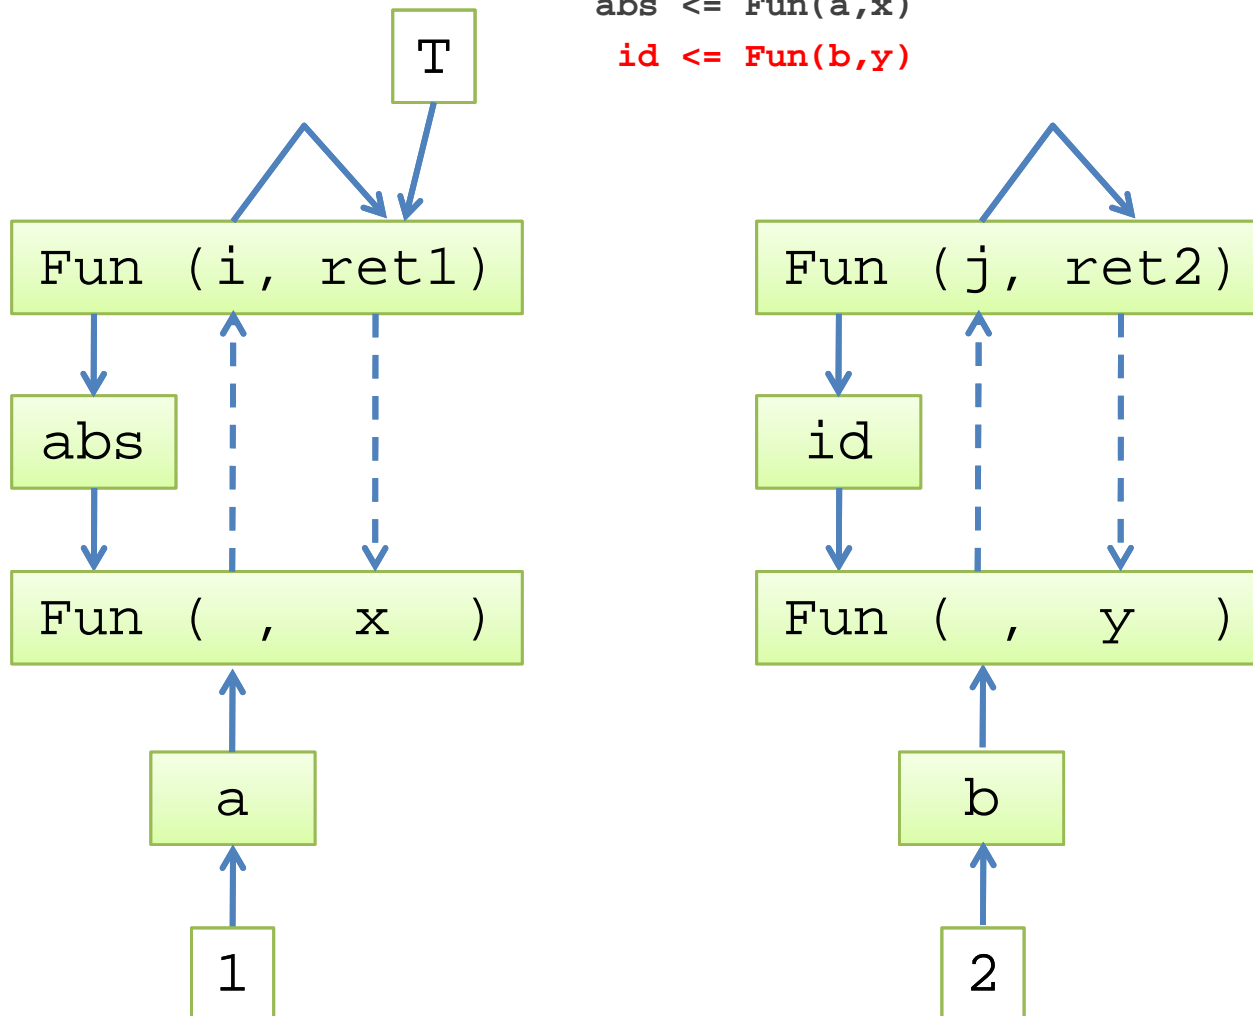 abs <= Fun(a,x)
id <= Fun(b,y)
T
Fun (i, ret1)
Fun (j, ret2)
abs
id
Fun ( , x )
Fun ( , y )
a
b
1
2